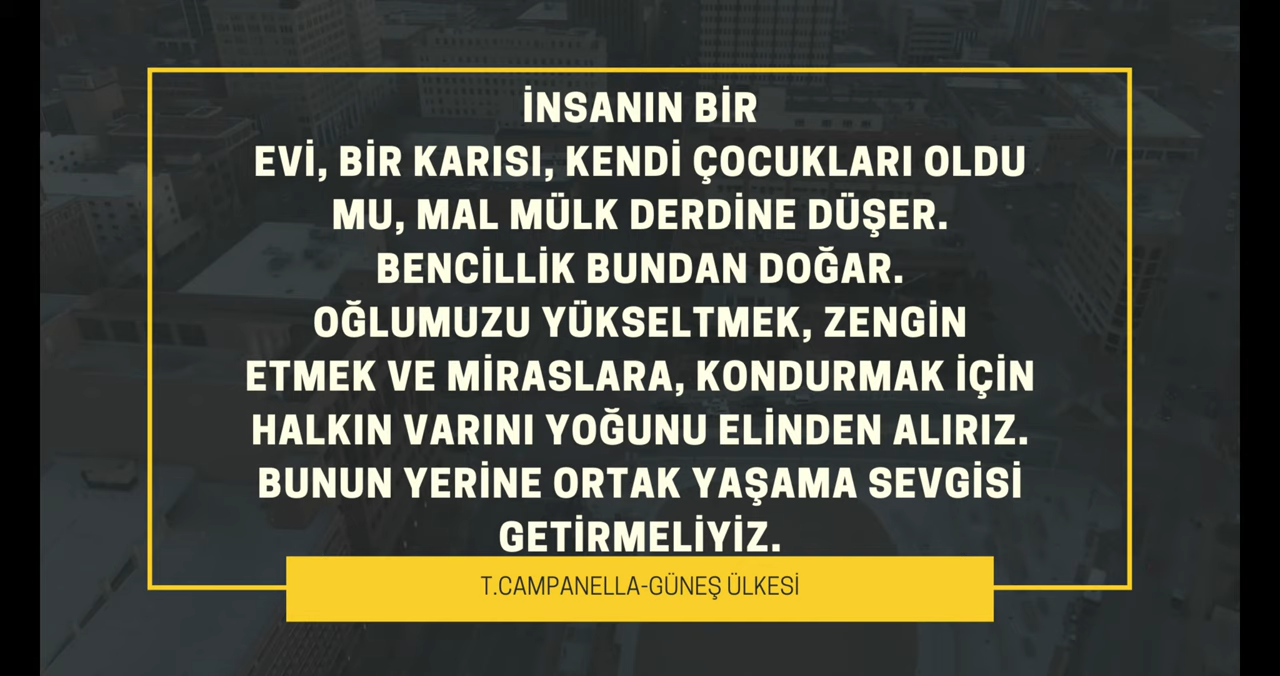 İNSANIN BİR
EVİ, BİR KARISI, KENDİ ÇOCUKLARI OLDU
MU, MAL MÜLK DERDİNE DÜŞER.
BENCİLLİK BUNDAN DOĞAR.
OĞLUMUZU YÜKSELTMEK, ZENGİN
ETMEK VE MİRASLARA, KONDURMAK İÇİN
HALKIN VARINI YOĞUNU ELİNDEN ALIRIZ.
BUNUN YERİNE ORTAK YAŞAMA SEVGİSİ
GETİRMELİYİZ.
T.CAMPANELLA-GÜNEŞ ÜLKESİ